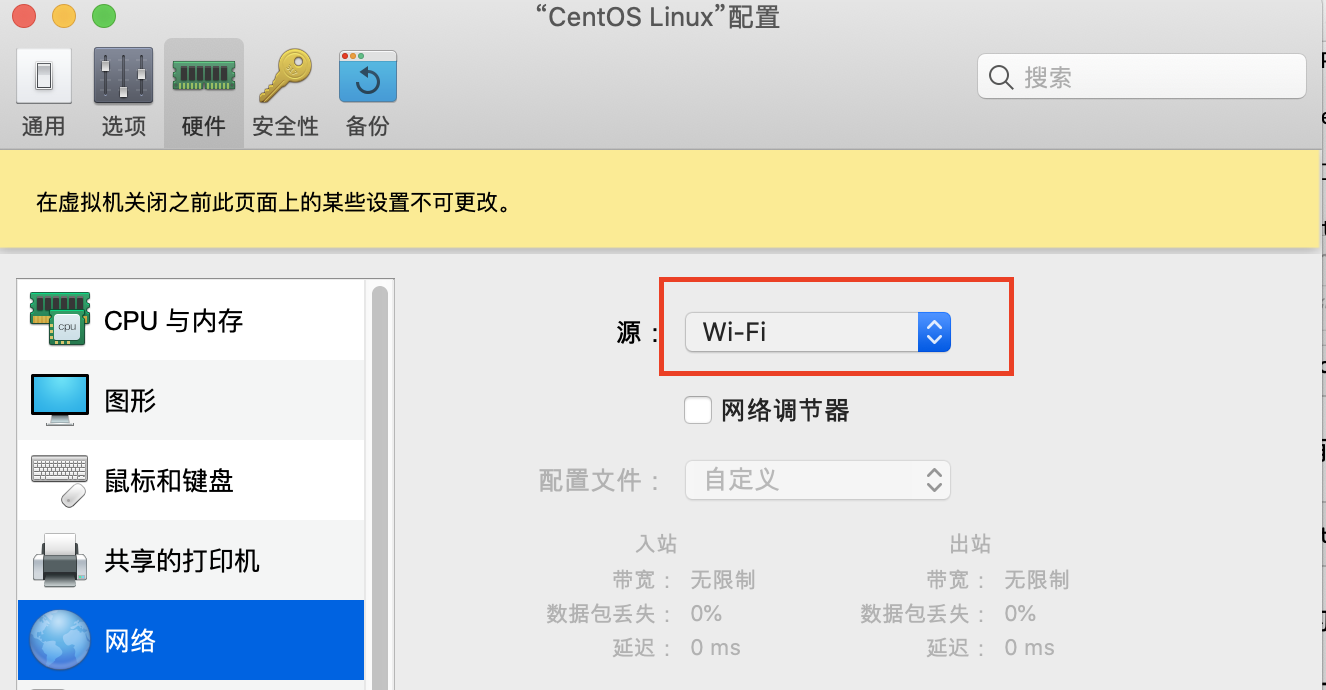 “CentOS Linux”配置
通用 选项 硬件 安全性 备份
搜索
在虚拟机关闭之前此页面上的某些设置不可更改。
CPU 与内存
cpu
图形
鼠标和键盘
共享的打印机
网络
源： Wi-Fi
网络调节器
配置文件： 自定义
入站 出站
带宽： 无限制 带宽： 无限制
数据包丢失： 0% 数据包丢失： 0%
延迟： 0 ms 延迟： 0 ms